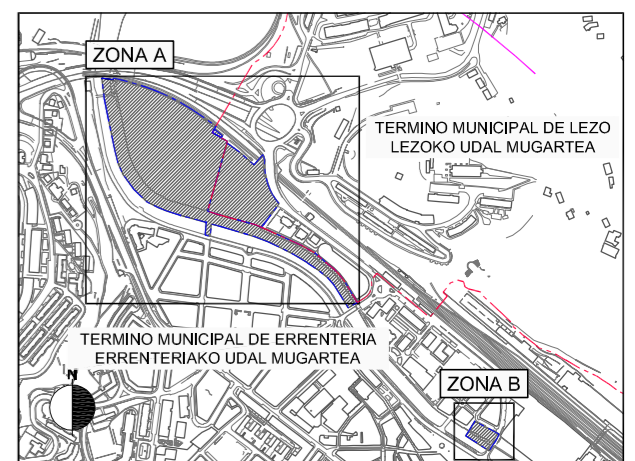 ZONA A
TERMINO MUNICIPAL DE LEZO
LEZOKO UDAL MUGARTEA
TERMINO MUNICIPAL DE ERRENTERIA
ERRENTERIAKO UDAL MUGARTEA
N
ZONA B